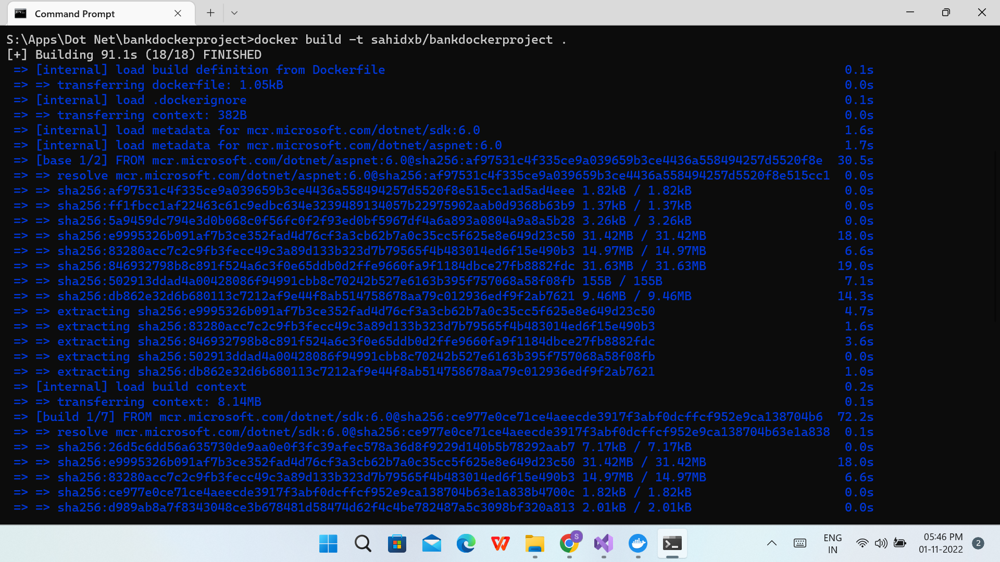 Command Prompt
S:\Apps\Dot Net\bankdockerproject>docker build -t sahidxb/bankdockerproject .
[+] Building 91.1s (18/18) FINISHED
=> [internal] load build definition from Dockerfile 0.1s
=> => transferring dockerfile: 1.05kB 0.0s
=> [internal] load .dockerignore 0.1s
=> => transferring context: 382B 0.0s
=> [internal] load metadata for mcr.microsoft.com/dotnet/sdk:6.0 1.6s
=> [internal] load metadata for mcr.microsoft.com/dotnet/aspnet:6.0 1.7s
=> [base 1/2] FROM mcr.microsoft.com/dotnet/aspnet:6.0@sha256:af97531c4f335ce9a039659b3ce4436a558494257d5520f8e 30.5s
=> => resolve mcr.microsoft.com/dotnet/aspnet:6.0@sha256:af97531c4f335ce9a039659b3ce4436a558494257d5520f8e515cc1 0.0s
=> => sha256:af97531c4f335ce9a039659b3ce4436a558494257d5520f8e515cc1ad5ad4eee 1.82kB / 1.82kB 0.0s
=> => sha256:ff1fbcc1af22463c61c9edbc634e3239489134057b22975902aab0d9368b63b9 1.37kB / 1.37kB 0.0s
=> => sha256:5a9459dc794e3d0b068c0f56fc0f2f93ed0bf5967df4a6a893a0804a9a8a5b28 3.26kB / 3.26kB 0.0s
=> => sha256:e9995326b091af7b3ce352fad4d76cf3a3cb62b7a0c35cc5f625e8e649d23c50 31.42MB / 31.42MB 18.0s
=> => sha256:83280acc7c2c9fb3fecc49c3a89d133b323d7b79565f4b483014ed6f15e490b3 14.97MB / 14.97MB 6.6s
=> => sha256:846932798b8c891f524a6c3f0e65ddb0d2ffe9660fa9f1184dbce27fb8882fdc 31.63MB / 31.63MB 19.0s
=> => sha256:502913ddad4a00428086f94991cbb8c70242b527e6163b395f757068a58f08fb 155B / 155B 7.1s
=> => sha256:db862e32d6b680113c7212af9e44f8ab514758678aa79c012936edf9f2ab7621 9.46MB / 9.46MB 14.3s
=> => extracting sha256:e9995326b091af7b3ce352fad4d76cf3a3cb62b7a0c35cc5f625e8e649d23c50 4.7s
=> => extracting sha256:83280acc7c2c9fb3fecc49c3a89d133b323d7b79565f4b483014ed6f15e490b3 1.6s
=> => extracting sha256:846932798b8c891f524a6c3f0e65ddb0d2ffe9660fa9f1184dbce27fb8882fdc 3.6s
=> => extracting sha256:502913ddad4a00428086f94991cbb8c70242b527e6163b395f757068a58f08fb 0.0s
=> => extracting sha256:db862e32d6b680113c7212af9e44f8ab514758678aa79c012936edf9f2ab7621 1.0s
=> [internal] load build context 0.2s
=> => transferring context: 8.14MB 0.1s
=> [build 1/7] FROM mcr.microsoft.com/dotnet/sdk:6.0@sha256:ce977e0ce71ce4aeecde3917f3abf0dcffcf952e9ca138704b6 72.2s
=> => resolve mcr.microsoft.com/dotnet/sdk:6.0@sha256:ce977e0ce71ce4aeecde3917f3abf0dcffcf952e9ca138704b63e1a838 0.1s
=> => sha256:26d5c6dd56a635730de9aa0e0f3fc39afec578a36d8f9229d140b5b78292aab7 7.17kB / 7.17kB 0.0s
=> => sha256:e9995326b091af7b3ce352fad4d76cf3a3cb62b7a0c35cc5f625e8e649d23c50 31.42MB / 31.42MB 18.0s
=> => sha256:83280acc7c2c9fb3fecc49c3a89d133b323d7b79565f4b483014ed6f15e490b3 14.97MB / 14.97MB 6.6s
=> => sha256:ce977e0ce71ce4aeecde3917f3abf0dcffcf952e9ca138704b63e1a838b4700c 1.82kB / 1.82kB 0.0s
=> => sha256:d989ab8a7f8343048ce3b678481d58474d62f4c4be782487a5c3098bf320a813 2.01kB / 2.01kB 0.0s
S
ENG 05:46 PM
IN 01-11-2022 2